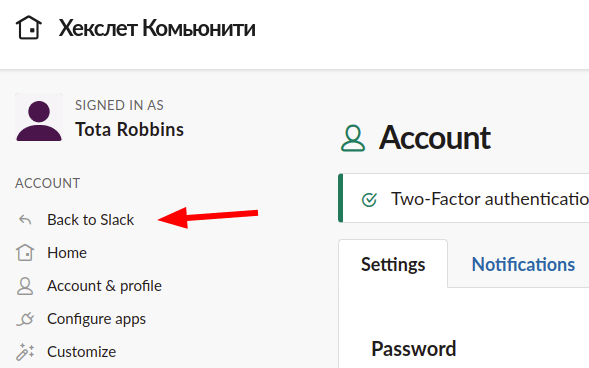 Хекслет Комьюнити
SIGNED IN AS
Tota Robbins
ACCOUNT
Back to Slack
Home
Account & profile
Configure apps
Customize
Account
Two-Factor authenticatio
Settings
Notifications
Password